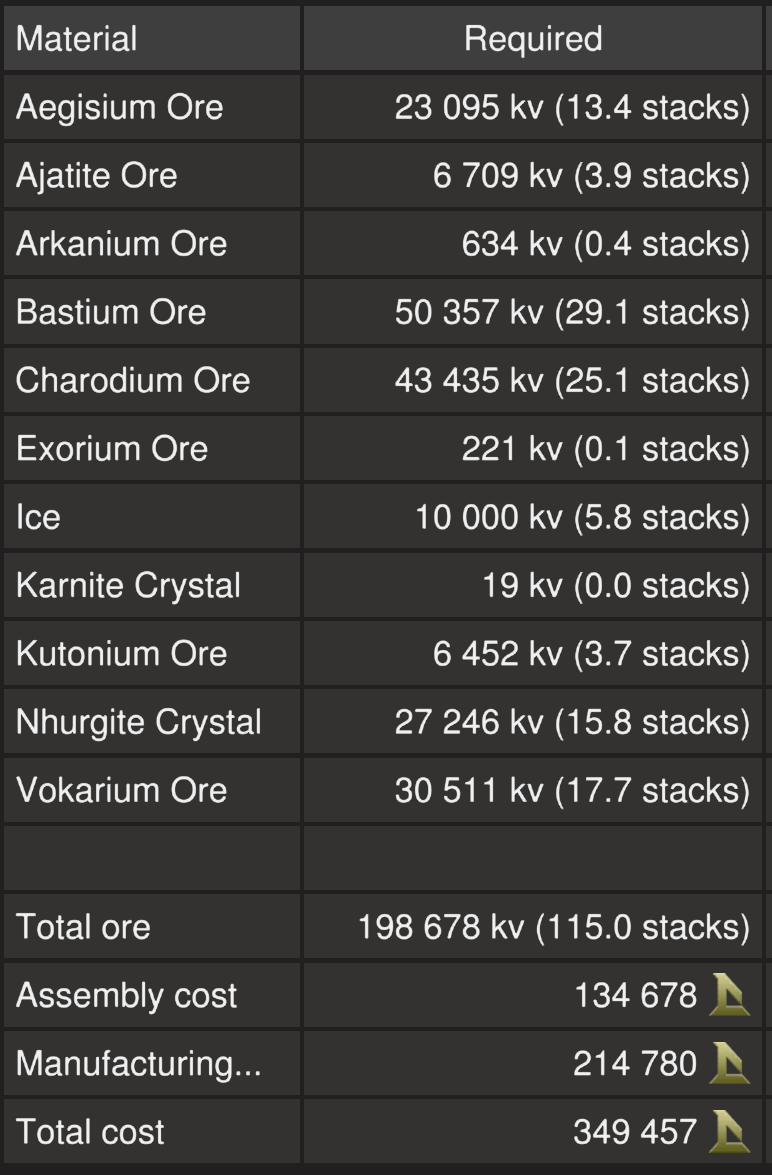 Material Required
Aegisium Ore 23 095 kv (13.4 stacks)
Ajatite Ore 6 709 kv (3.9 stacks)
Arkanium Ore 634 kv (0.4 stacks)
Bastium Ore 50 357 kv (29.1 stacks)
Charodium Ore 43 435 kv (25.1 stacks)
Exorium Ore 221 kv (0.1 stacks)
Ice 10 000 kv (5.8 stacks)
Karnite Crystal 19 kv (0.0 stacks)
Kutonium Ore 6 452 kv (3.7 stacks)
Nhurgite Crystal 27 246 kv (15.8 stacks)
Vokarium Ore 30 511 kv (17.7 stacks)
Total ore 198 678 kv (115.0 stacks)
Assembly cost 134 678
Manufacturing... 214 780
Total cost 349 457